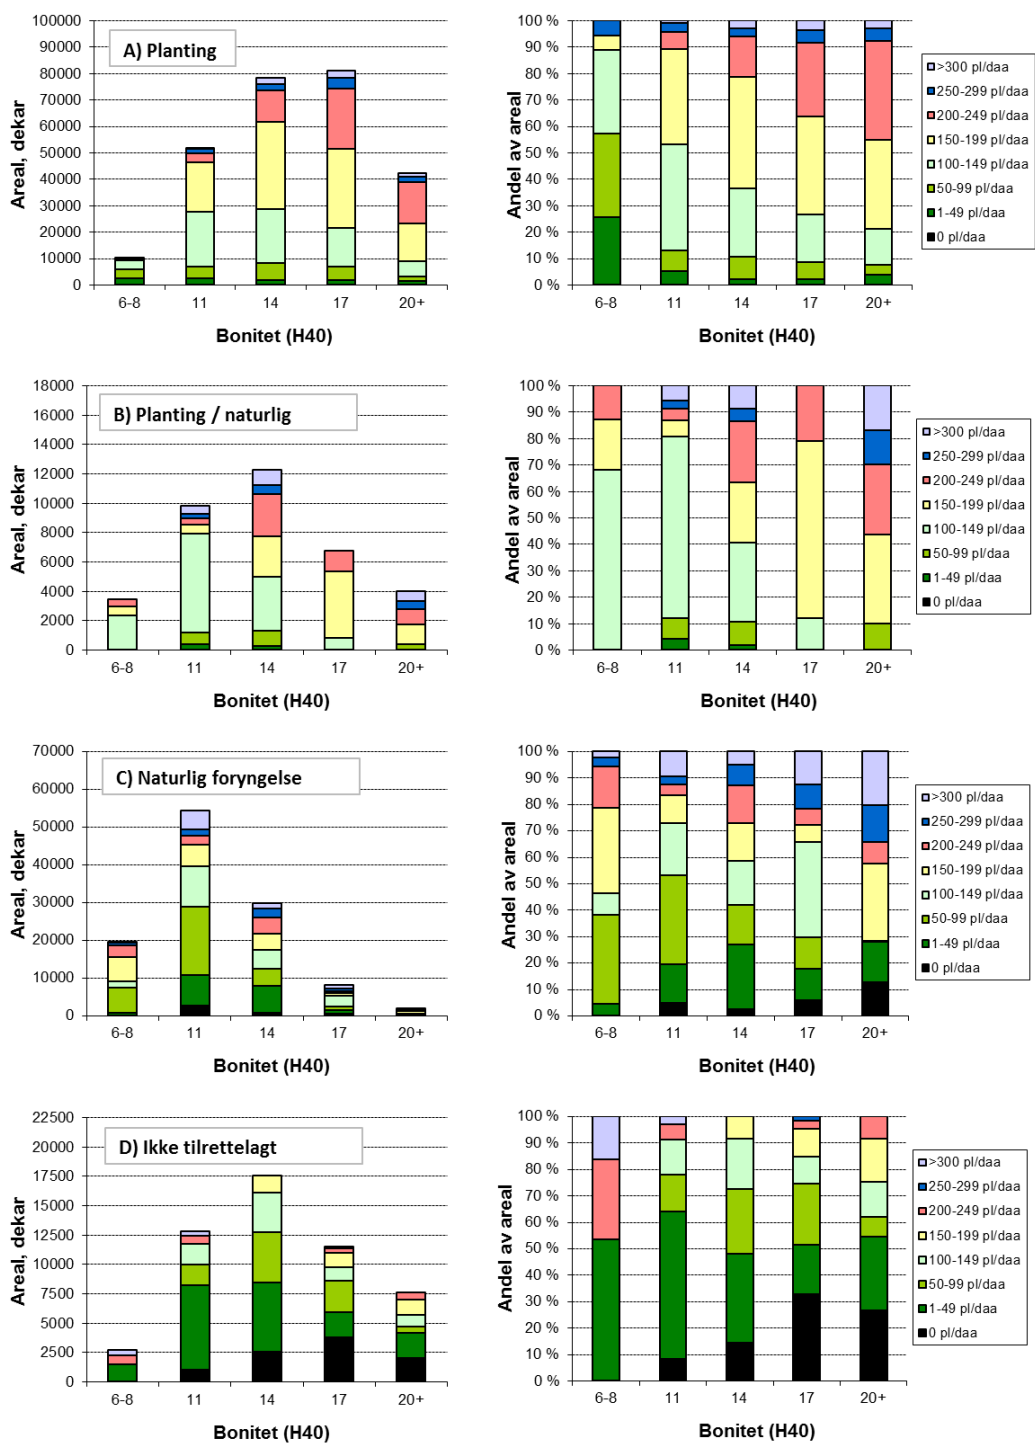 A) Planting
Areal, dekar
100000
90000
80000
70000
60000
50000
40000
30000
20000
10000
0
6-8 11 14 17 20+
Bonitet (H40)
Andel av areal
100 %
90 %
80 %
70 %
60 %
50 %
40 %
30 %
20 %
10 %
0 %
6-8 11 14 17 20+
Bonitet (H40)
>300 pl/daa
250-299 pl/daa
200-249 pl/daa
150-199 pl/daa
100-149 pl/daa
50-99 pl/daa
1-49 pl/daa
0 pl/daa
B) Planting / naturlig
Areal, dekar
18000
16000
14000
12000
10000
8000
6000
4000
2000
0
6-8 11 14 17 20+
Bonitet (H40)
Andel av areal
100 %
90 %
80 %
70 %
60 %
50 %
40 %
30 %
20 %
10 %
0 %
6-8 11 14 17 20+
Bonitet (H40)
>300 pl/daa
250-299 pl/daa
200-249 pl/daa
150-199 pl/daa
100-149 pl/daa
50-99 pl/daa
1-49 pl/daa
0 pl/daa
C) Naturlig foryngelse
Areal, dekar
70000
60000
50000
40000
30000
20000
10000
0
6-8 11 14 17 20+
Bonitet (H40)
Andel av areal
100 %
90 %
80 %
70 %
60 %
50 %
40 %
30 %
20 %
10 %
0 %
6-8 11 14 17 20+
Bonitet (H40)
>300 pl/daa
250-299 pl/daa
200-249 pl/daa
150-199 pl/daa
100-149 pl/daa
50-99 pl/daa
1-49 pl/daa
0 pl/daa
D) Ikke tilrettelagt
Areal, dekar
22500
20000
17500
15000
12500
10000
7500
5000
2500
0
6-8 11 14 17 20+
Bonitet (H40)
Andel av areal
100 %
90 %
80 %
70 %
60 %
50 %
40 %
30 %
20 %
10 %
0 %
6-8 11 14 17 20+
Bonitet (H40)
>300 pl/daa
250-299 pl/daa
200-249 pl/daa
150-199 pl/daa
100-149 pl/daa
50-99 pl/daa
1-49 pl/daa
0 pl/daa